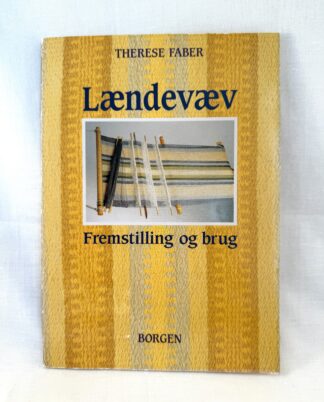 THERESE FABER
Lændevæv
Fremstilling og brug
BORGEN